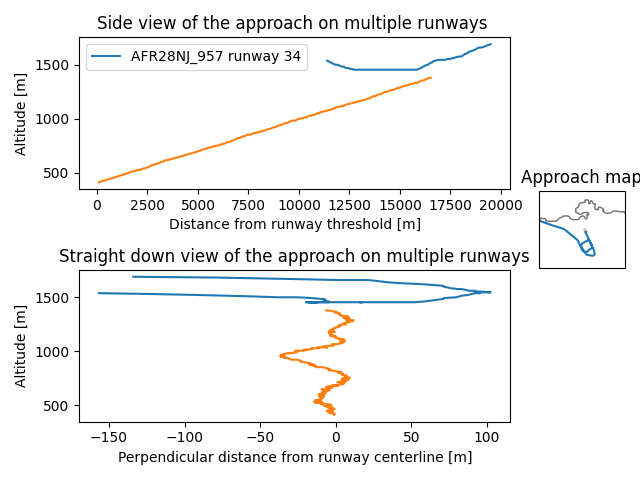 Side view of the approach on multiple runways
AFR28NJ_957 runway 34
Altitude [m]
1500
1000
500
0 2500 5000 7500 10000 12500 15000 17500 20000
Distance from runway threshold [m]
Approach map
Straight down view of the approach on multiple runways
Altitude [m]
1500
1000
500
−150 −100 −50 0 50 100
Perpendicular distance from runway centerline [m]